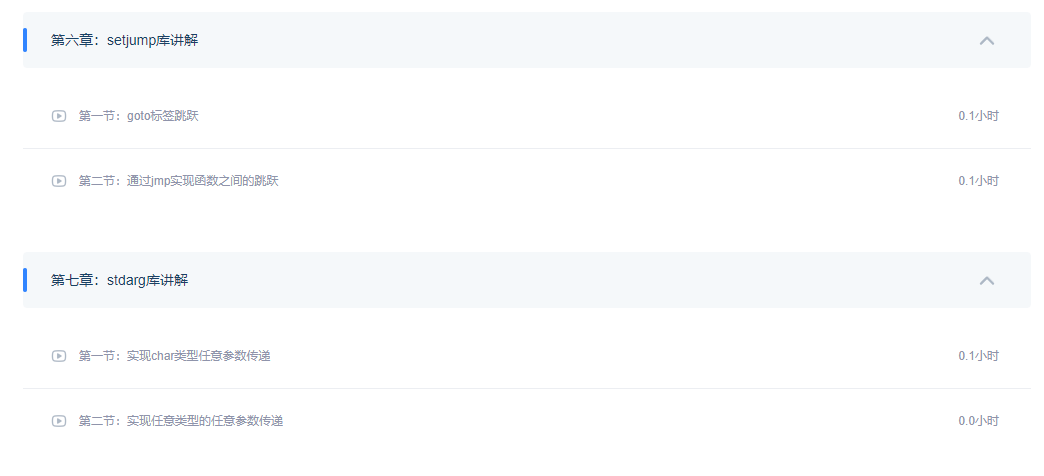 第六章：setjump库讲解
第一节：goto标签跳跃 0.1小时
第二节：通过jmp实现函数之间的跳跃 0.1小时
第七章：stdarg库讲解
第一节：实现char类型任意参数传递 0.1小时
第二节：实现任意类型的任意参数传递 0.0小时